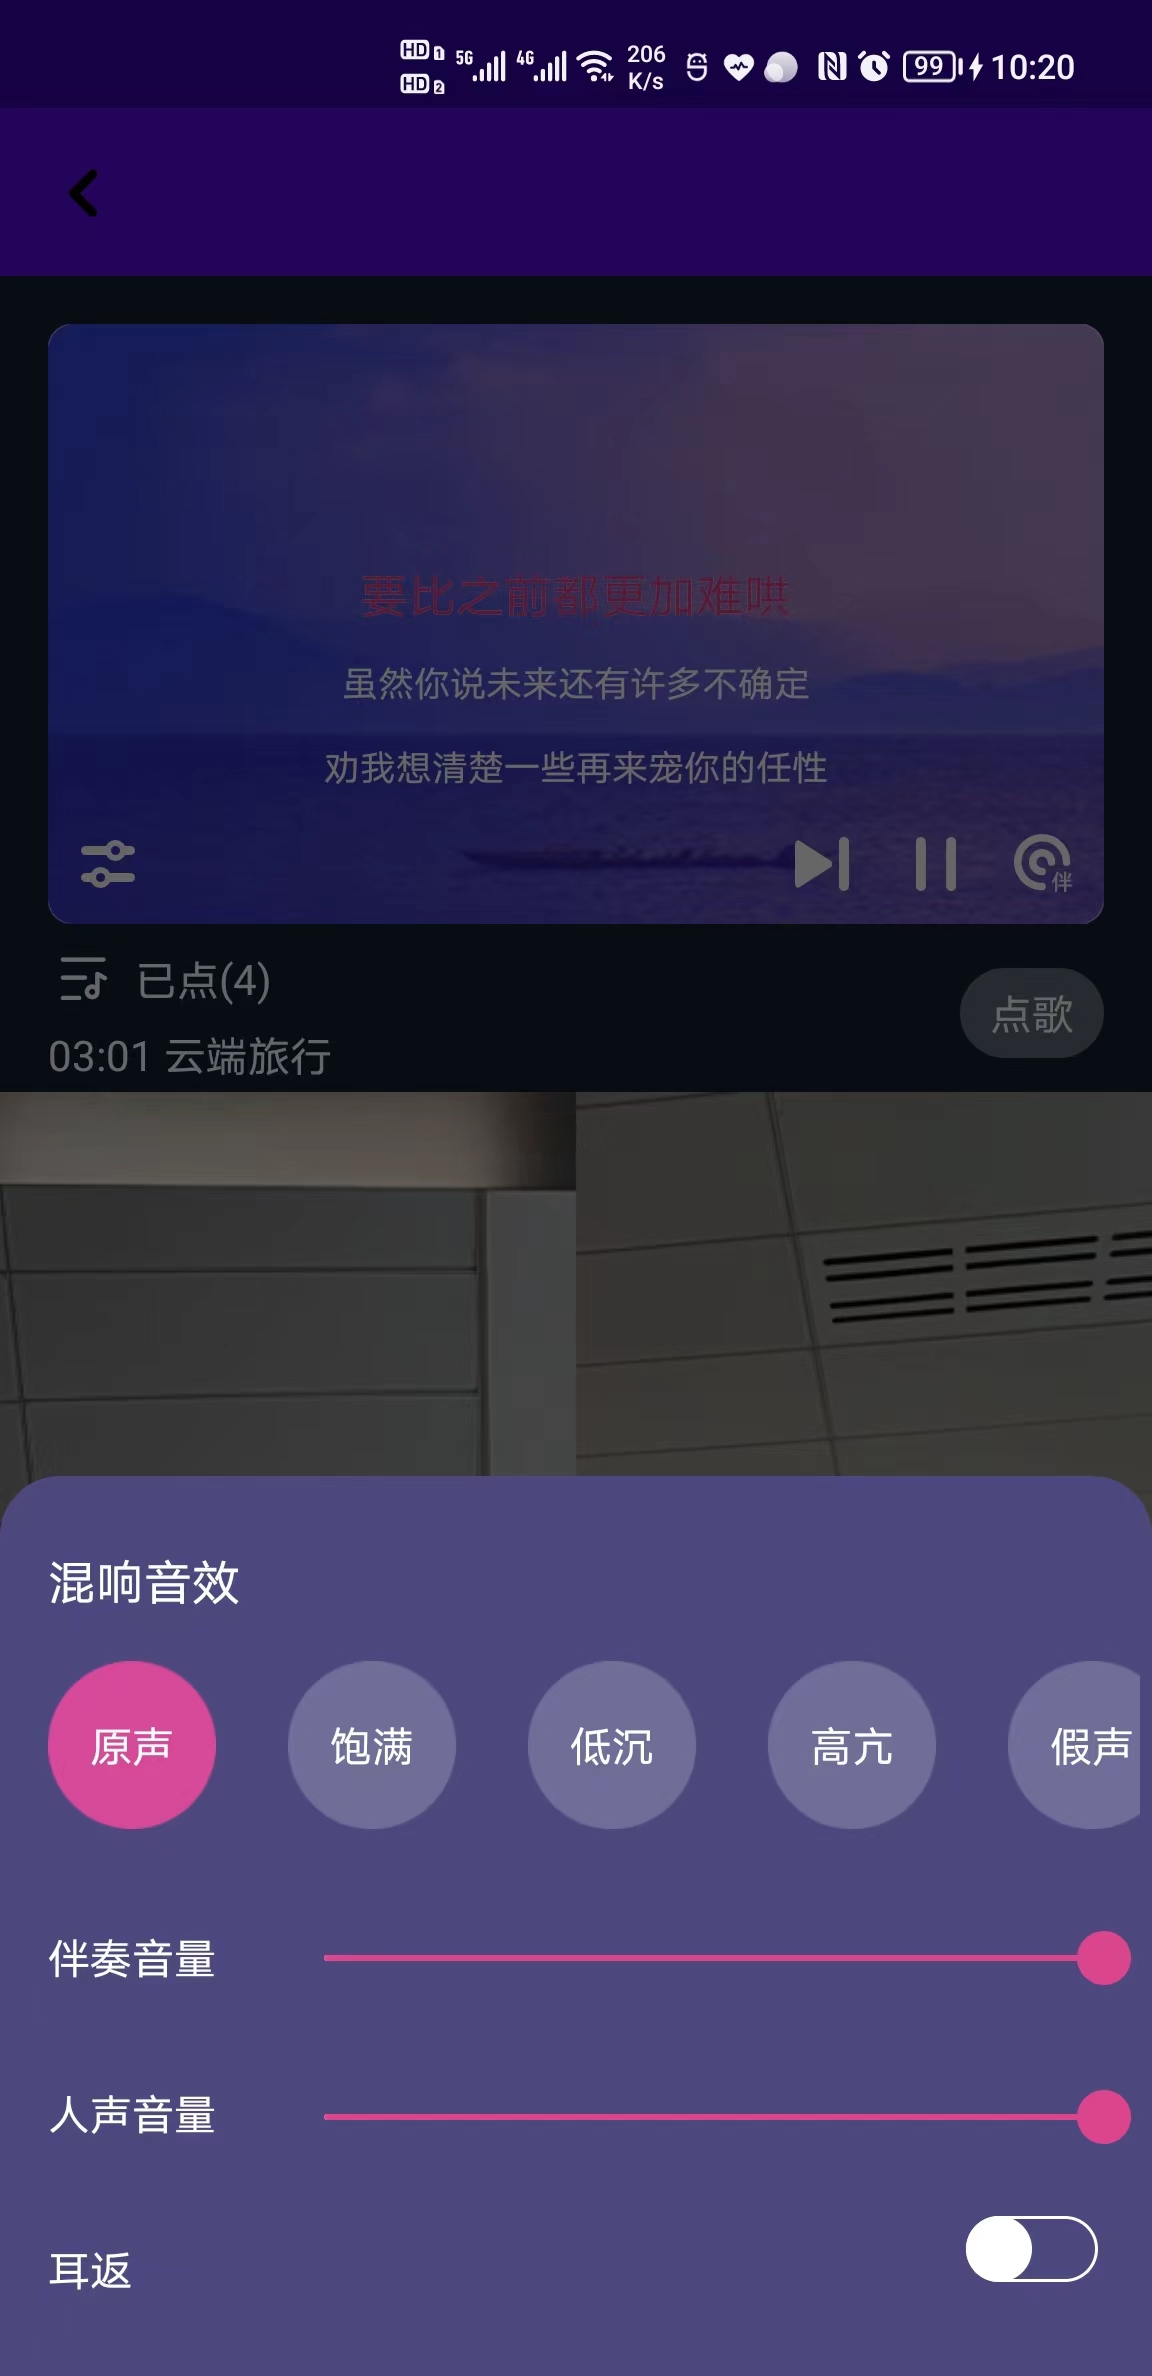 HD 1 5G 4G 206 99 10:20
HD 2 K/s
要比之前都更加难哄
虽然你说未来还有许多不确定
劝我想清楚一些再来宠你的任性
伴
已点(4)
点歌
03:01 云端旅行
混响音效
原声 饱满 低沉 高亢 假声
伴奏音量
人声音量
耳返